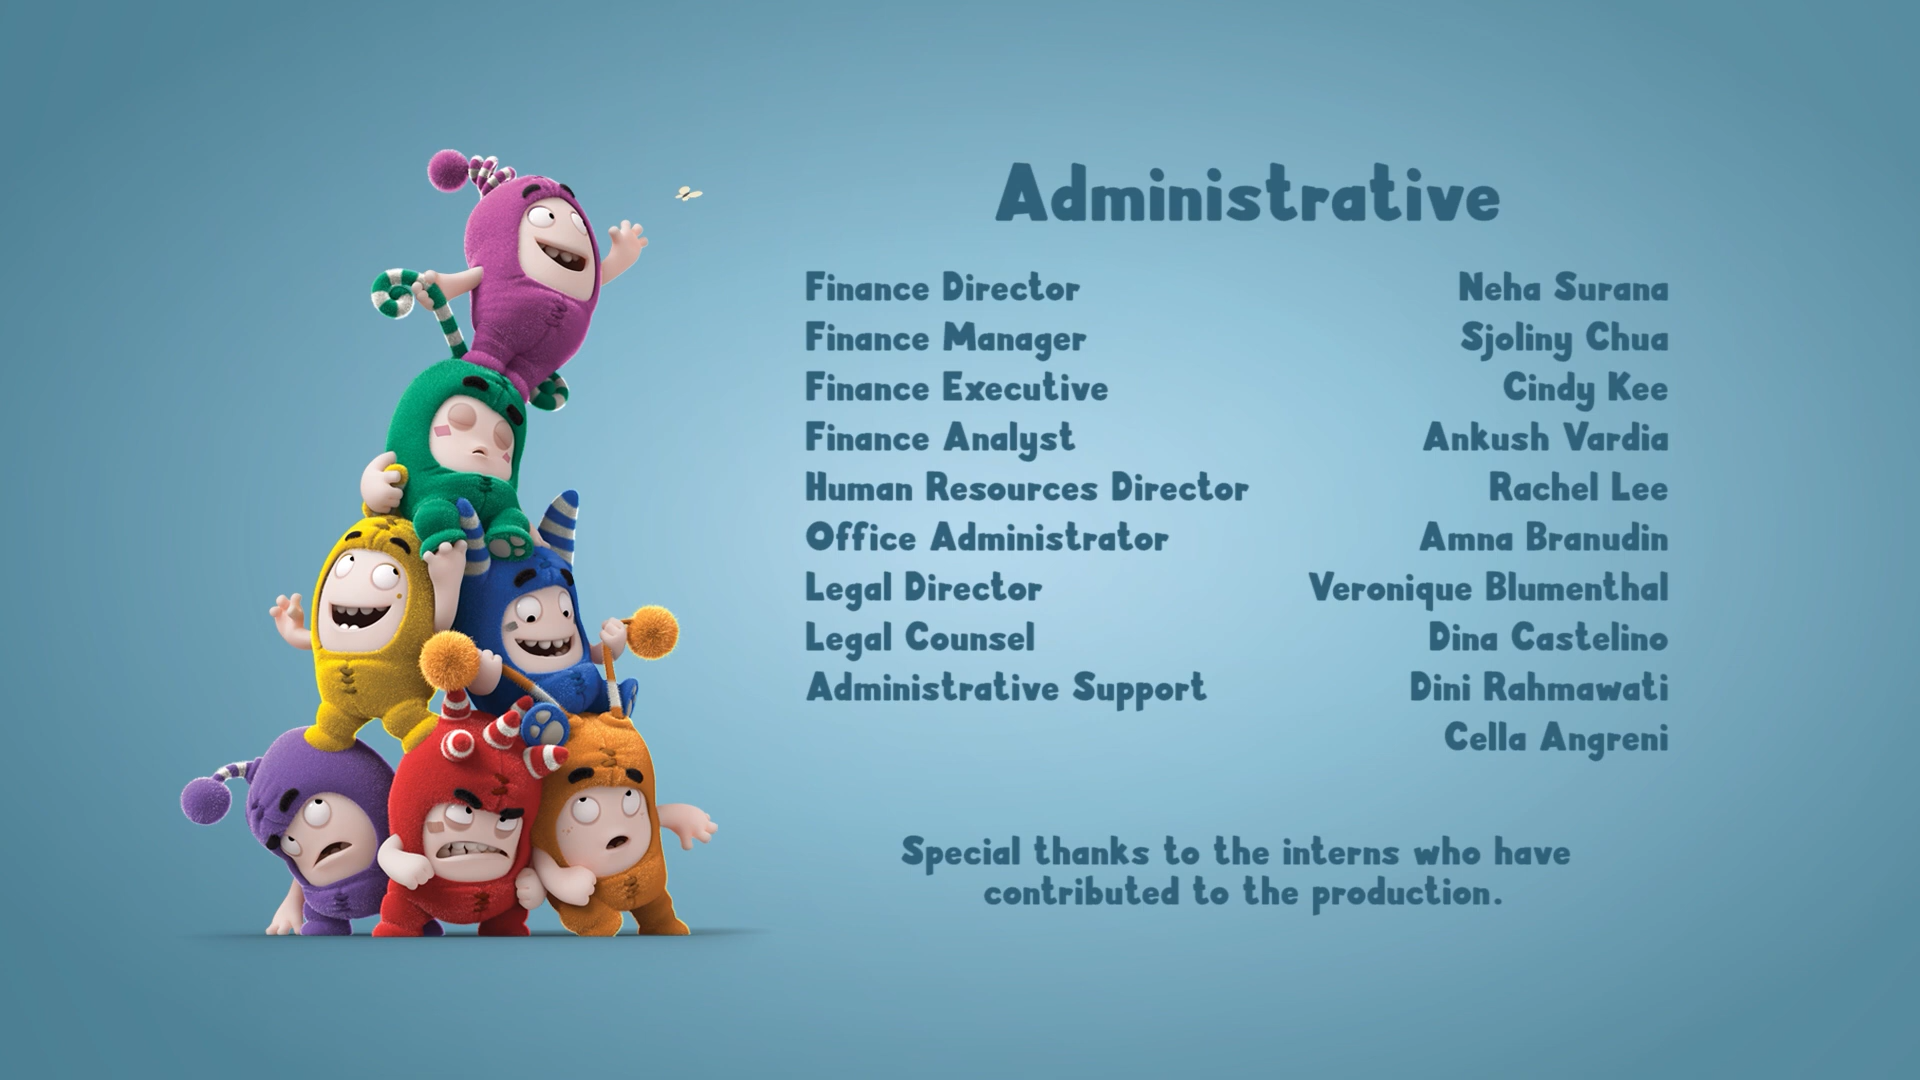 Administrative
Finance Director Neha Surana
Finance Manager Sjoliny Chua
Finance Executive Cindy Kee
Finance Analyst Ankush Vardia
Human Resources Director Rachel Lee
Office Administrator Amna Branudin
Legal Director Veronique Blumenthal
Legal Counsel Dina Castelino
Administrative Support Dini Rahmawati
Cella Angreni
Special thanks to the interns who have
contributed to the production.